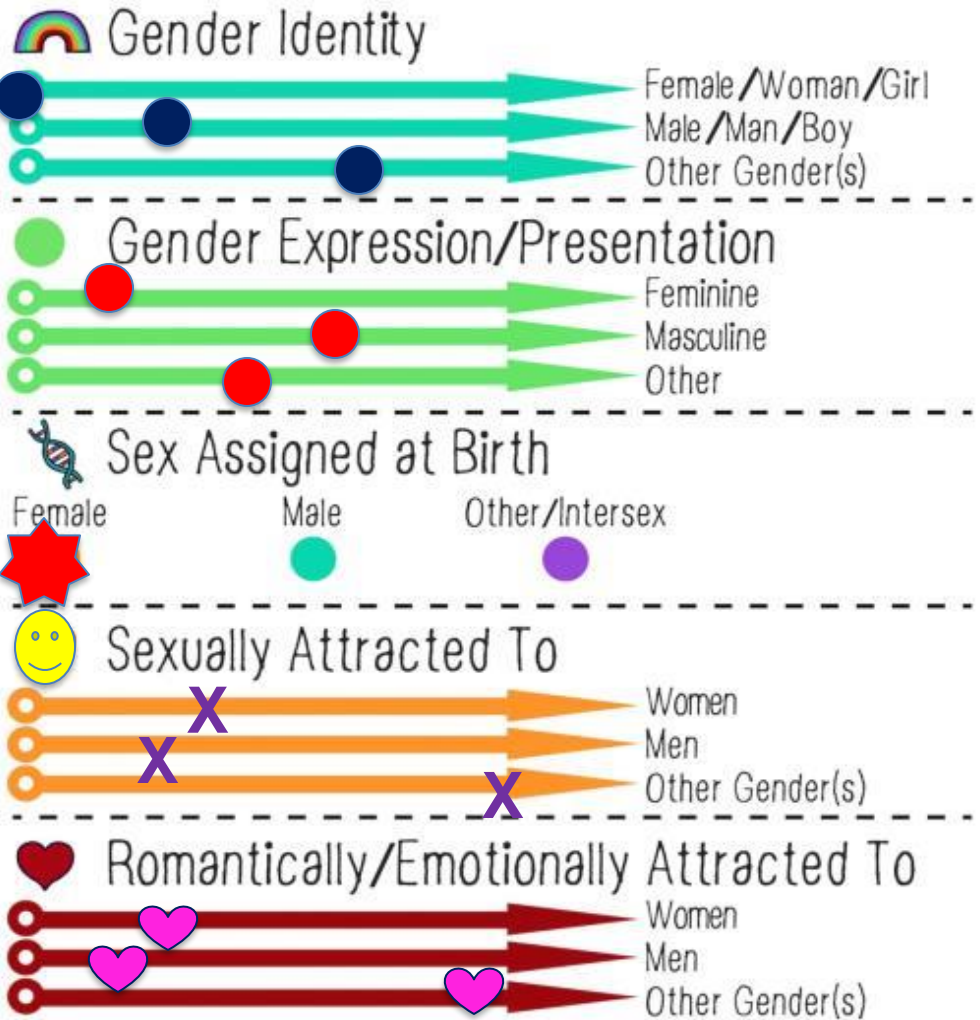 Gender Identity
Female/Woman/Girl
Male/Man/Boy
Other Gender(s)
Gender Expression/Presentation
Feminine
Masculine
Other
Sex Assigned at Birth
Female Male Other/Intersex
Sexually Attracted To
X Women
X Men
X Other Gender(s)
Romantically/Emotionally Attracted To
Women
Men
Other Gender(s)